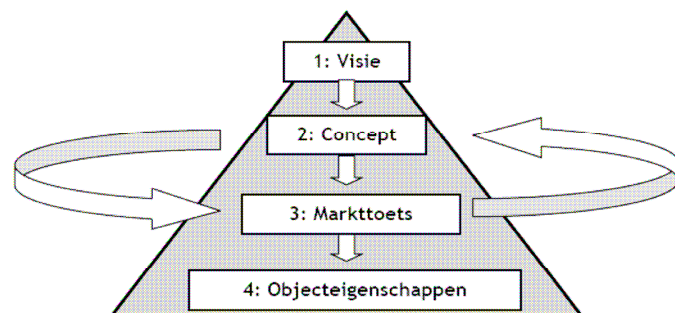 1: Visie
2: Concept
3: Markttoets
4: Objecteigenschappen